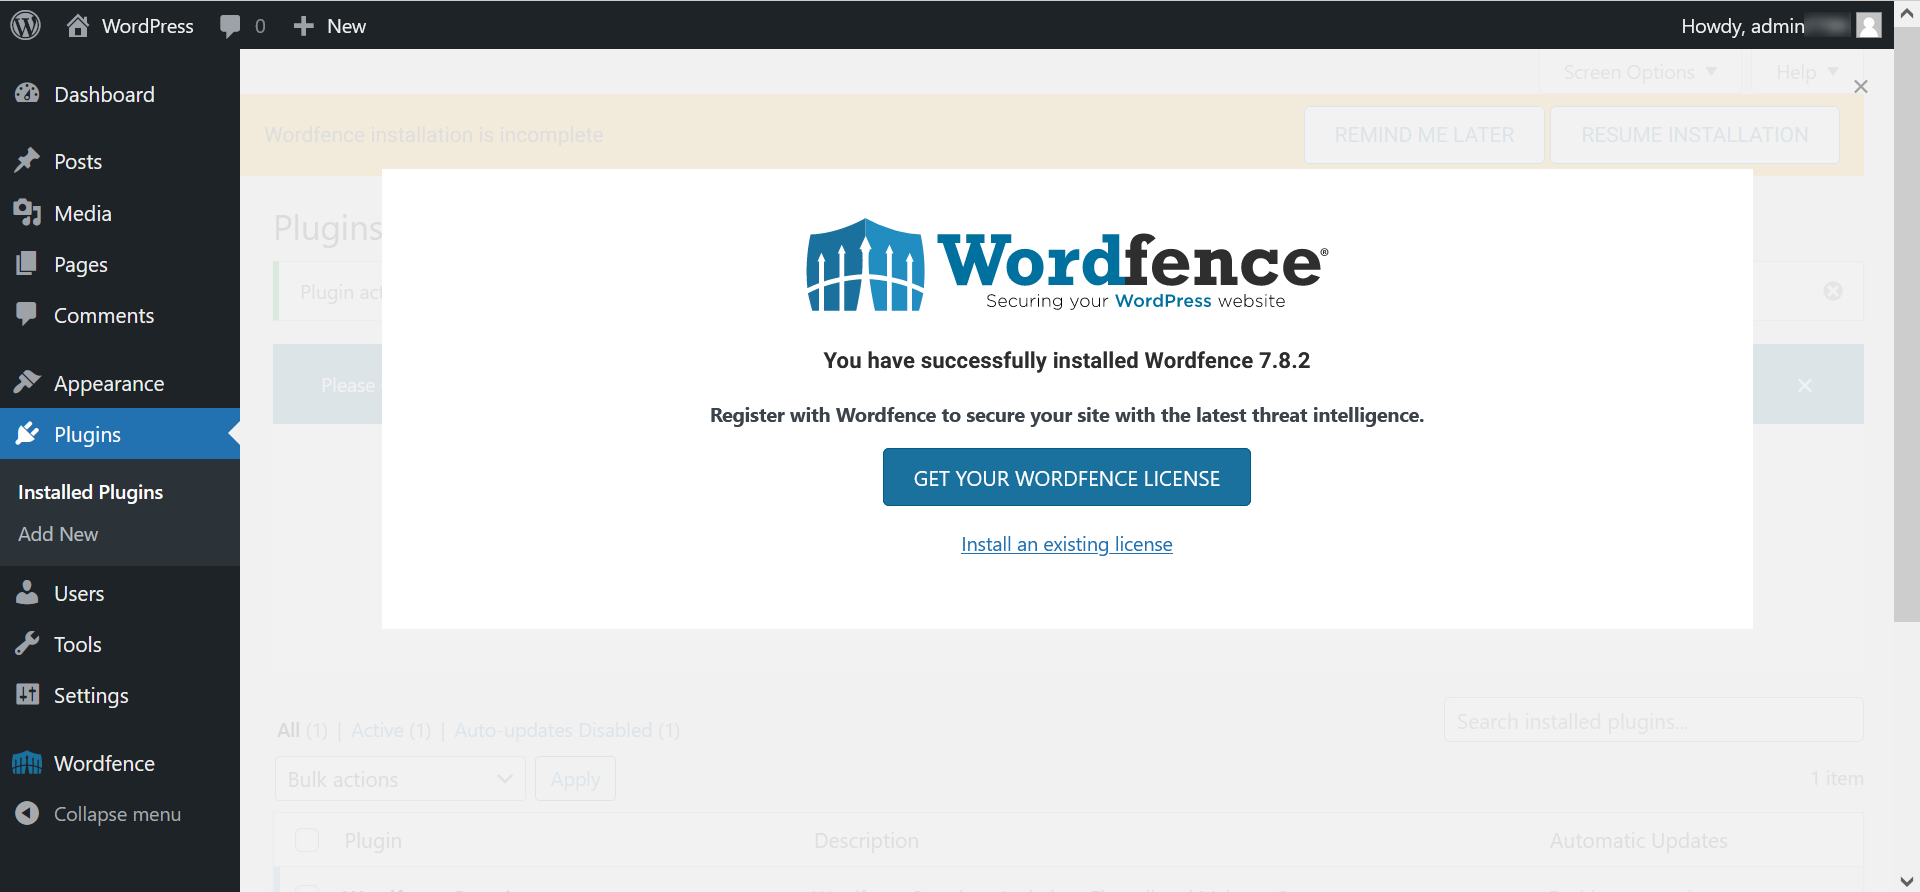 WordPress 0 New Howdy, admin
Dashboard
Posts
Media
Pages
Comments
Appearance
Plugins
Installed Plugins
Add New
Users
Tools
Settings
Wordfence
Collapse menu
Screen Options Help
Wordfence installation is incomplete REMIND ME LATER RESUME INSTALLATION
Plugins
Plugin
Please
Wordfence®
Securing your WordPress website
You have successfully installed Wordfence 7.8.2
Register with Wordfence to secure your site with the latest threat intelligence.
GET YOUR WORDFENCE LICENSE
Install an existing license
All (1) | Active (1) | Auto-updates Disabled (1)
Search installed plugins...
Bulk actions Apply 1 item
Plugin Description Automatic Updates